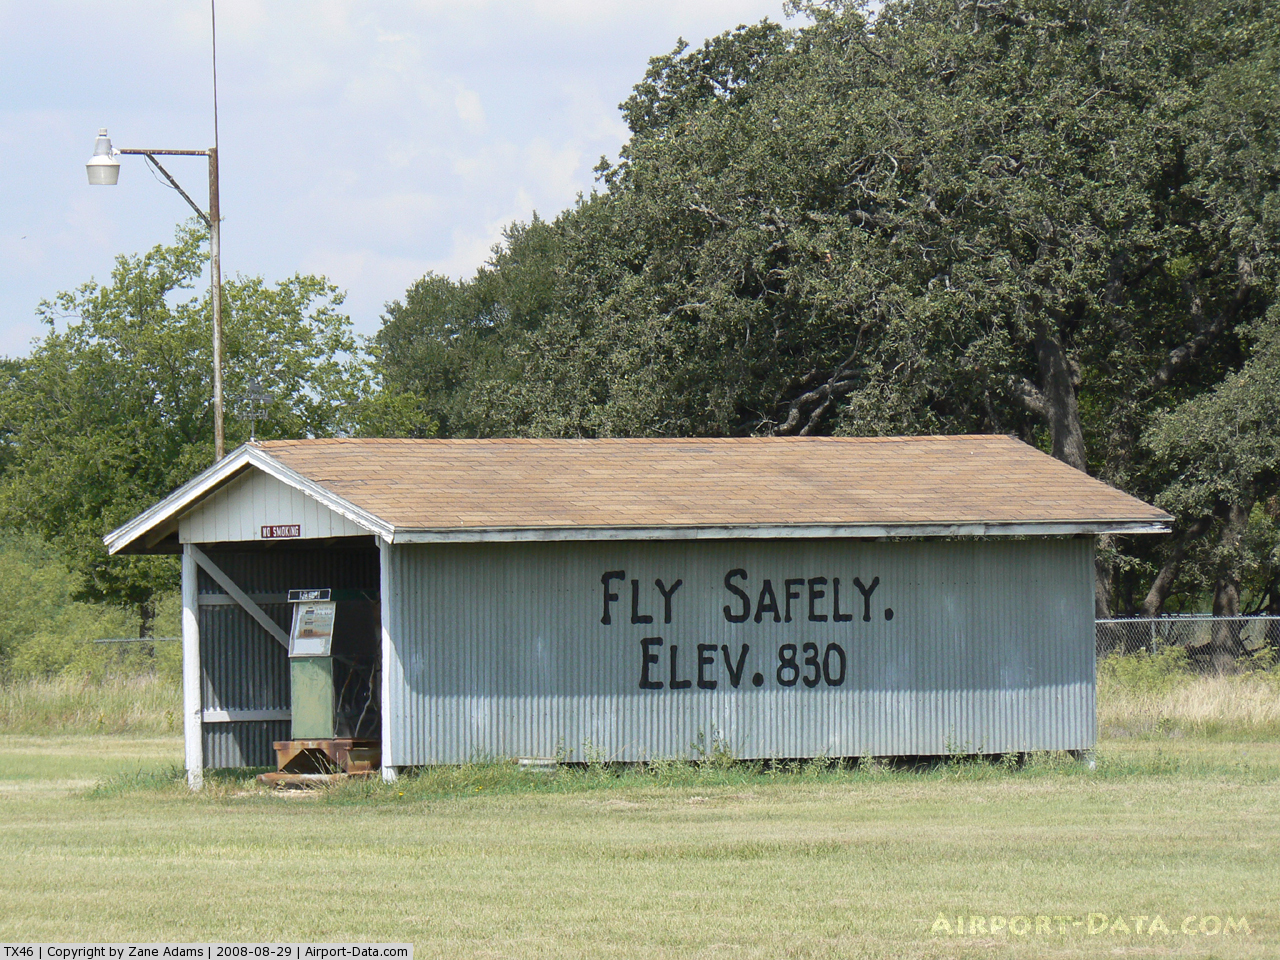 NO SMOKING
FLY SAFELY.
ELEV. 830
AIRPORT-DATA.COM
TX46 | Copyright by Zane Adams | 2008-08-29 | Airport-Data.com